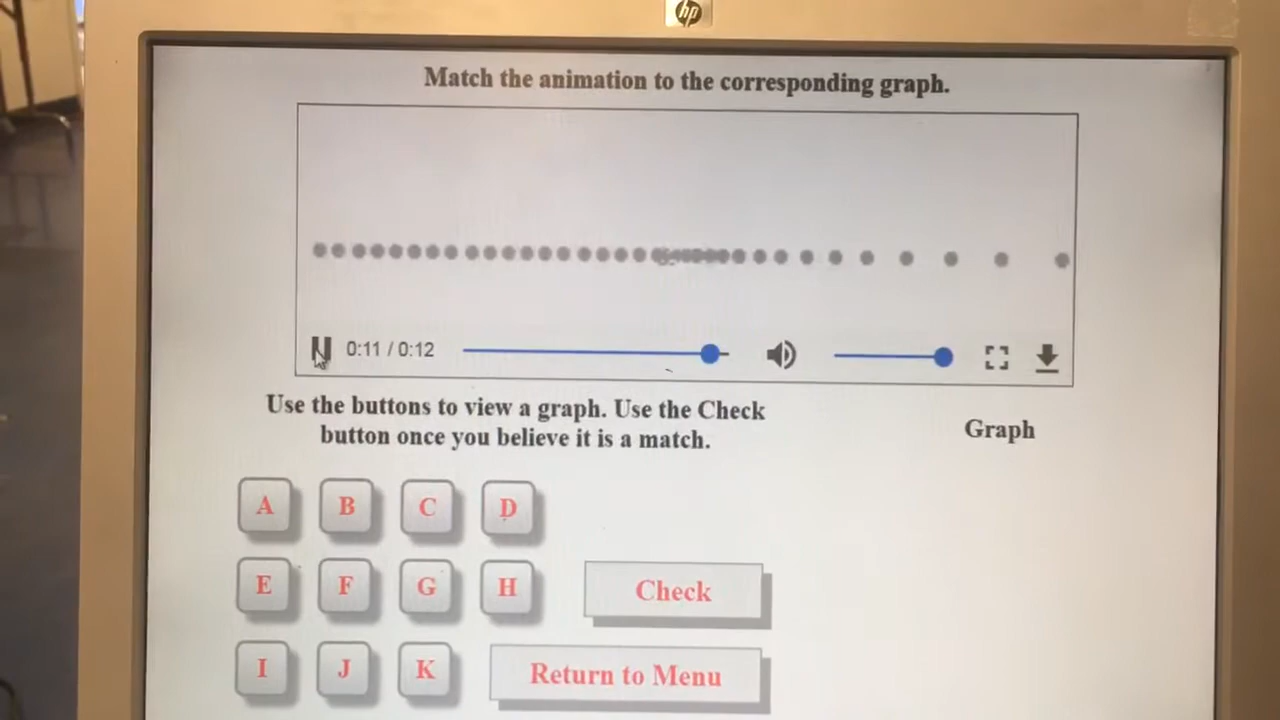 hp
Match the animation to the corresponding graph.
0:11 / 0:12
Use the buttons to view a graph. Use the Check
button once you believe it is a match.
Graph
A B C D
E F G H
Check
I J K
Return to Menu